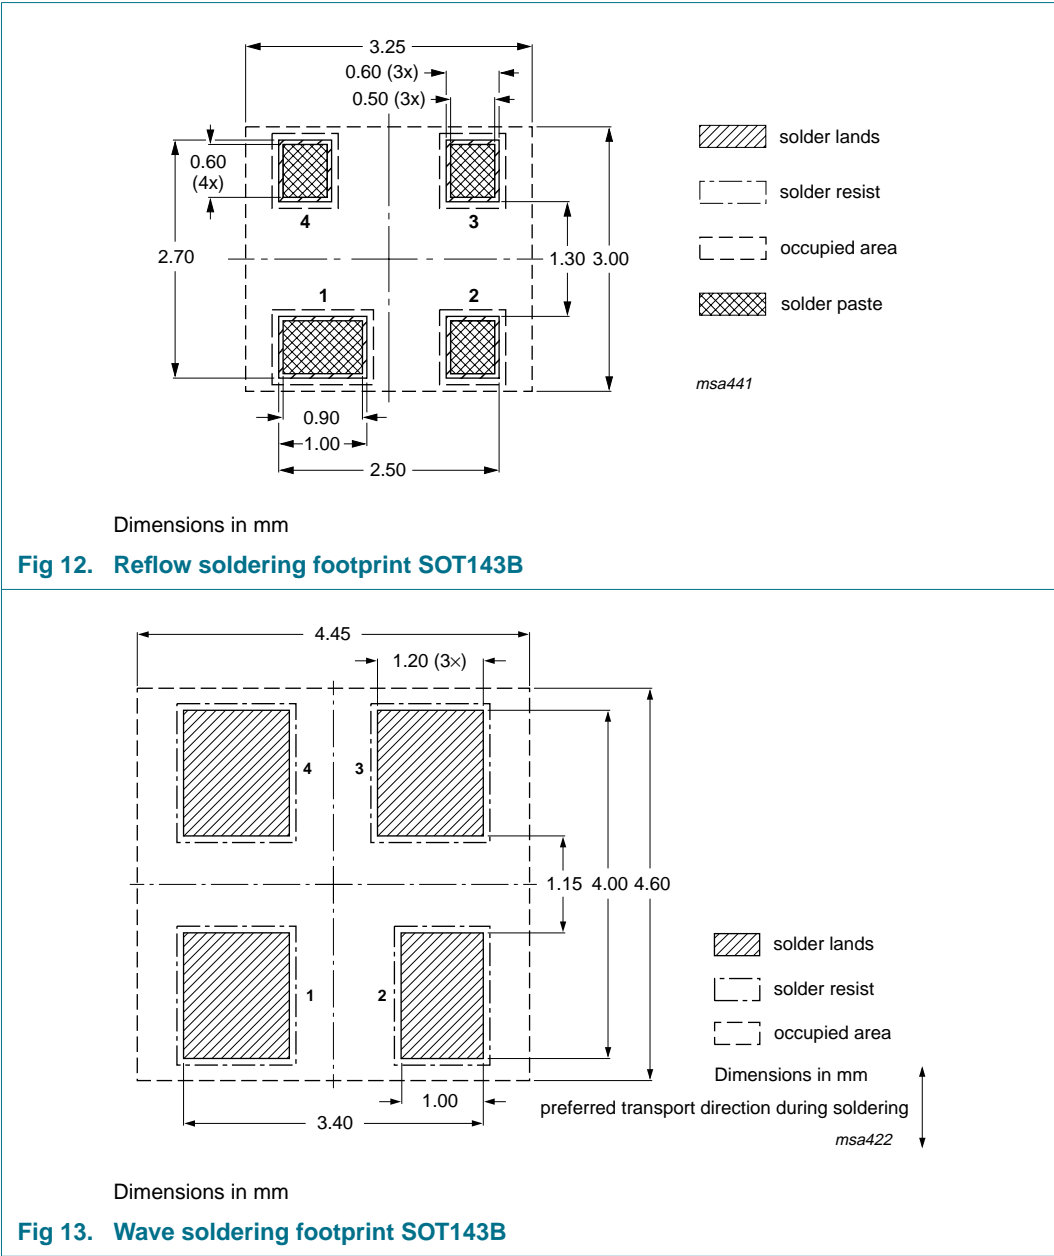 3.25
0.60 (3x)
0.50 (3x)
0.60
(4x)
4
3
2.70
1.30 3.00
1
2
0.90
1.00
2.50
solder lands
solder resist
occupied area
solder paste
msa441
Dimensions in mm
Fig 12. Reflow soldering footprint SOT143B
4.45
1.20 (3×)
4
3
1.15 4.00 4.60
1
2
1.00
3.40
solder lands
solder resist
occupied area
Dimensions in mm
preferred transport direction during soldering
msa422
Dimensions in mm
Fig 13. Wave soldering footprint SOT143B